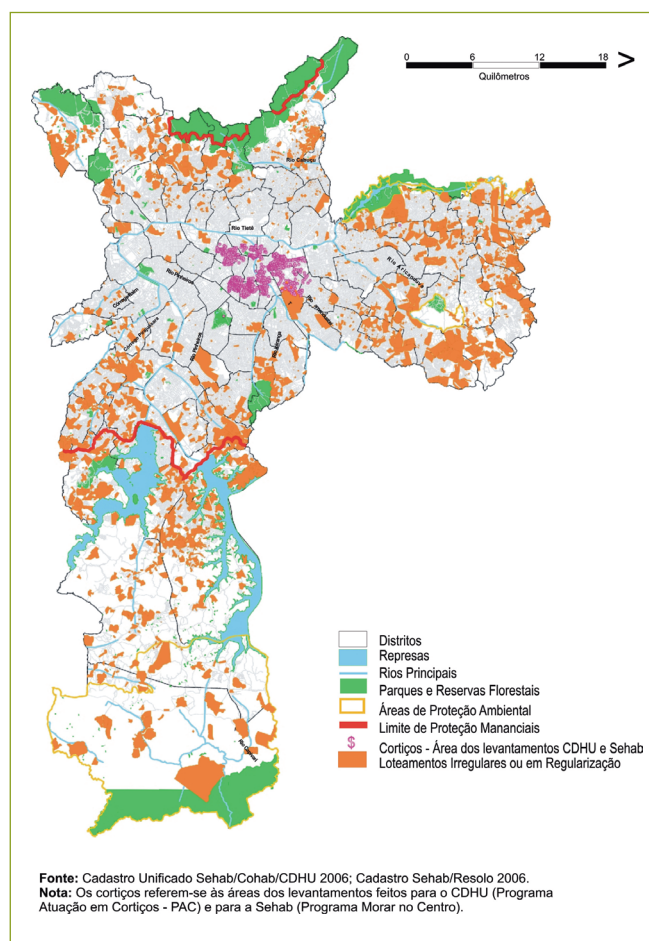 0 6 12 18
Quilômetros
Rio Cabuçu
Rio Tietê
Rio Pinheiros
Rio Aricanduva
Rio Tamanduateí
Rio Ipiranga
Distritos
Represas
Rios Principais
Parques e Reservas Florestais
Áreas de Proteção Ambiental
Limite de Proteção Mananciais
$ Cortiços - Área dos levantamentos CDHU e Sehab
Loteamentos Irregulares ou em Regularização
Fonte: Cadastro Unificado Sehab/Cohab/CDHU 2006; Cadastro Sehab/Resolo 2006.
Nota: Os cortiços referem-se às áreas dos levantamentos feitos para o CDHU (Programa
Atuação em Cortiços - PAC) e para a Sehab (Programa Morar no Centro).